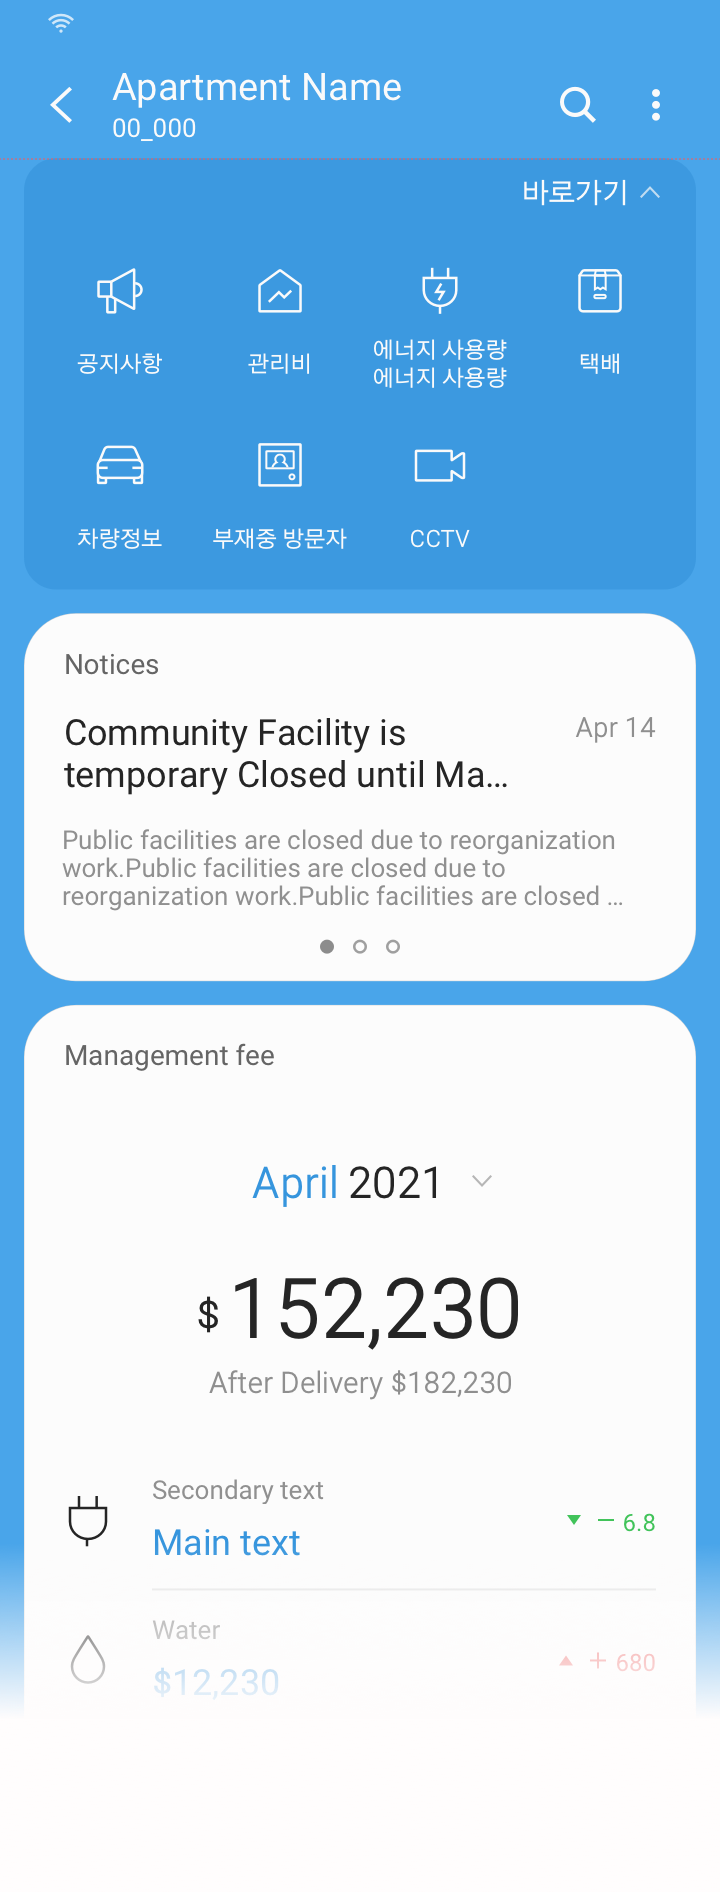 Apartment Name
00_000
바로가기
공지사항
관리비
에너지 사용량
에너지 사용량
택배
차량정보
부재중 방문자
CCTV
Notices
Community Facility is
temporary Closed until Ma...
Apr 14
Public facilities are closed due to reorganization
work.Public facilities are closed due to
reorganization work.Public facilities are closed ...
Management fee
April 2021
$152,230
After Delivery $182,230
Secondary text
Main text
▼ − 6.8
Water
$12,230
▲ + 680